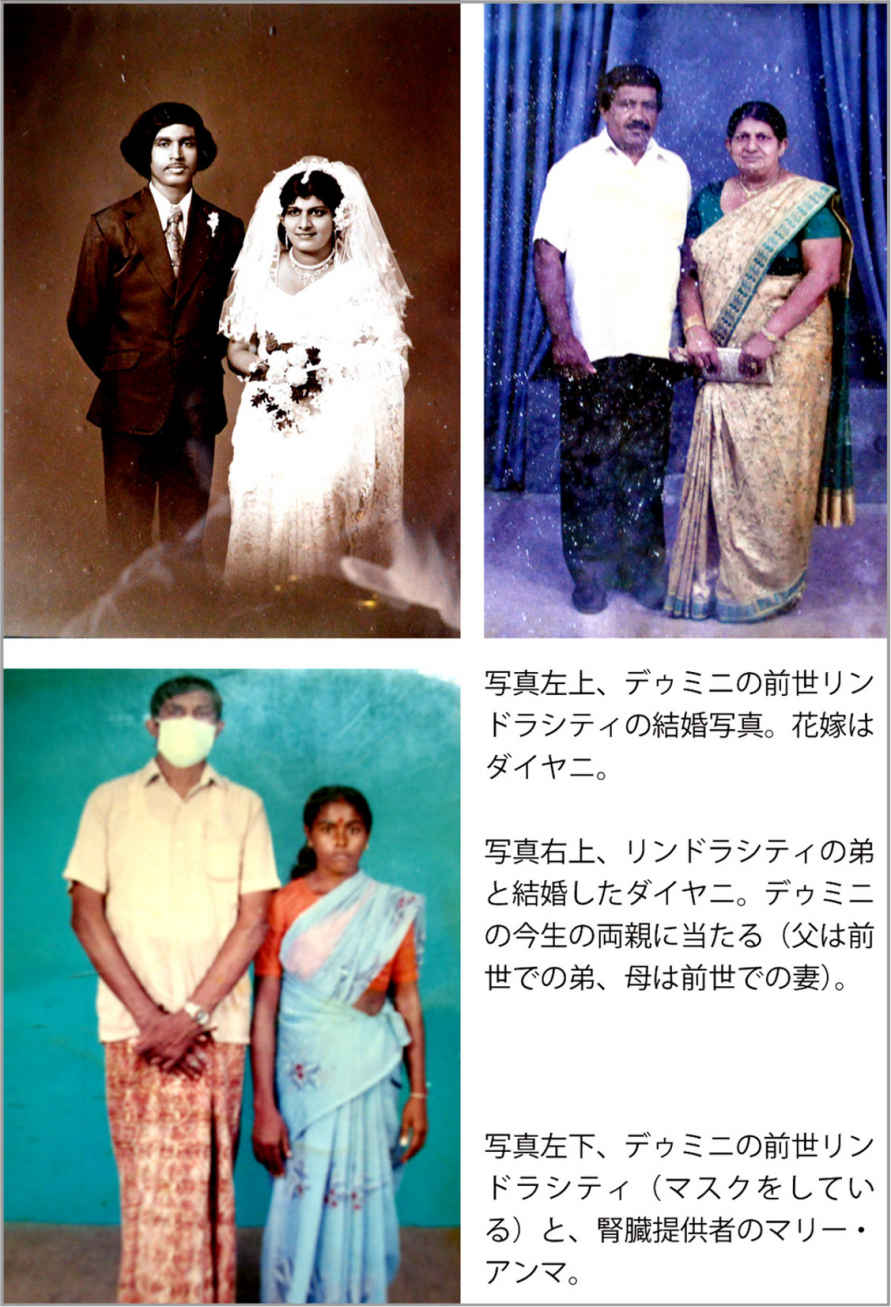 写真左上、デゥミニの前世リン
ドラシティの結婚写真。花嫁は
ダイヤニ。
写真右上、リンドラシティの弟
と結婚したダイヤニ。デゥミニ
の今生の両親に当たる（父は前
世での弟、母は前世での妻）。
写真左下、デゥミニの前世リン
ドラシティ（マスクをしてい
る）と、腎臓提供者のマリー・
アンマ。